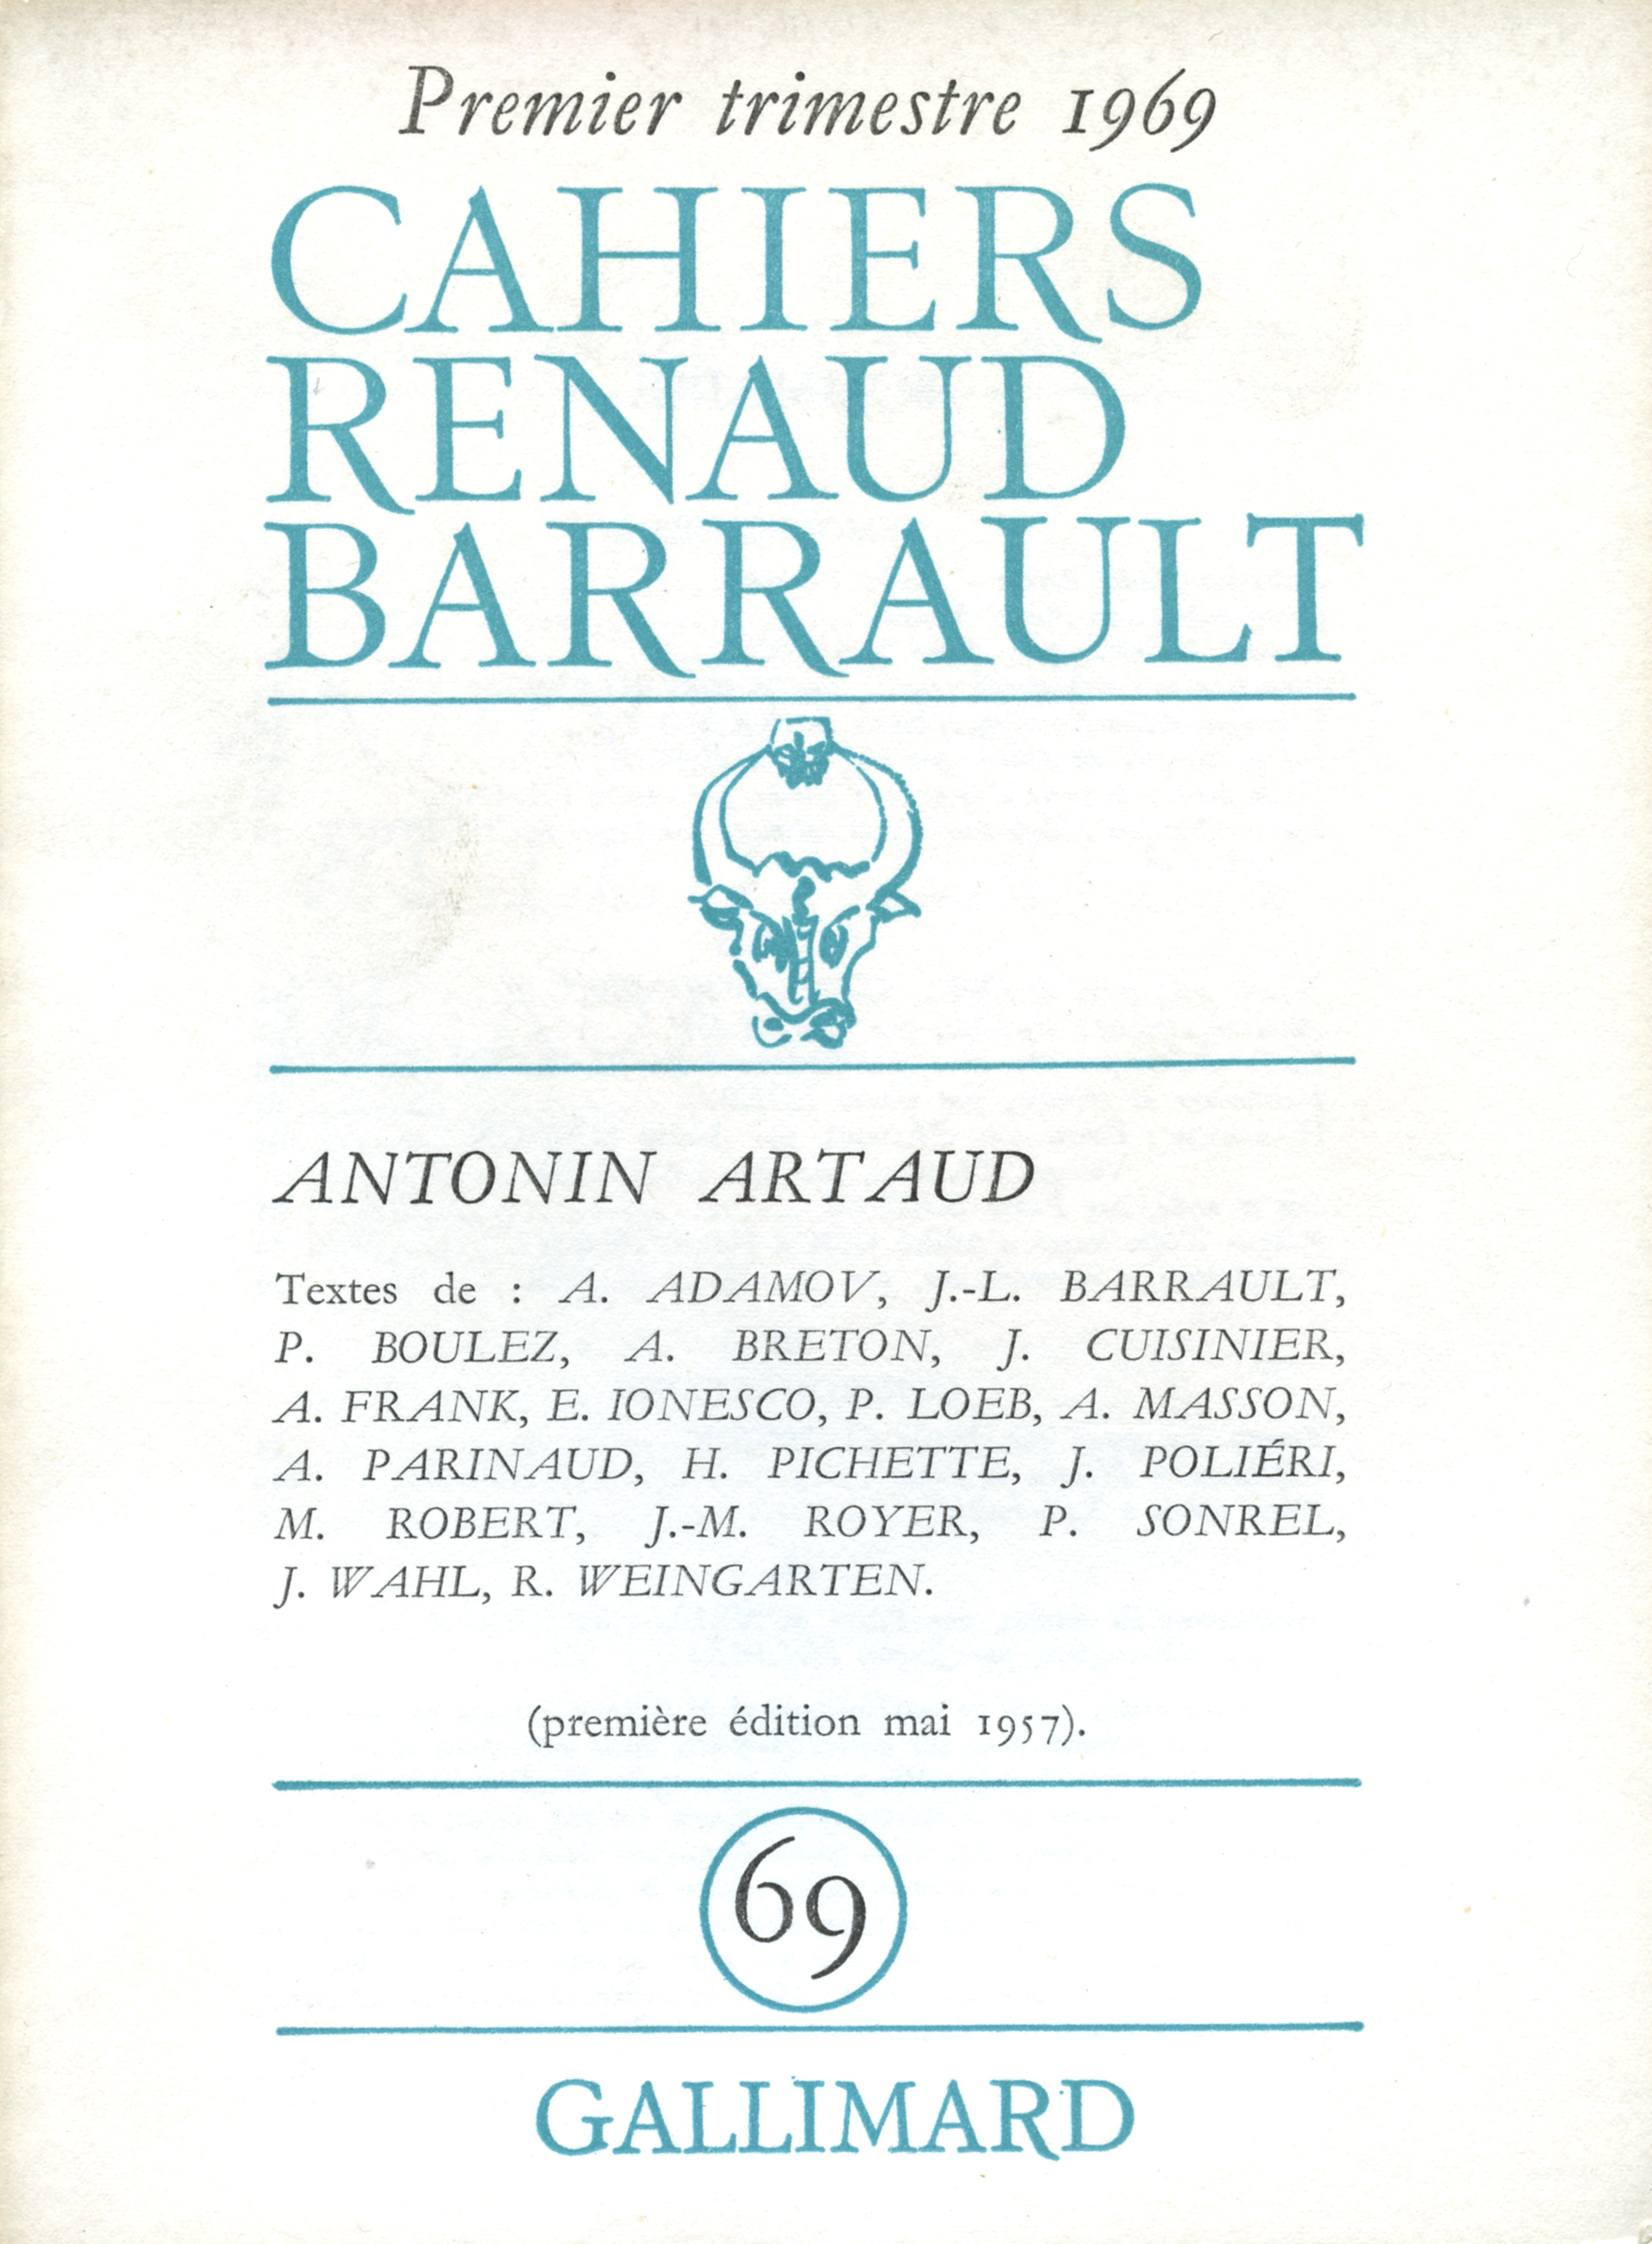 Premier trimestre 1969
CAHIERS
RENAUD
BARRAULT
ANTONIN ARTAUD
Textes de : A. ADAMOV, J.-L. BARRAULT,
P. BOULEZ, A. BRETON, J. CUISINIER,
A. FRANK, E. IONESCO, P. LOEB, A. MASSON,
A. PARINAUD, H. PICHETTE, J. POLIÉRI,
M. ROBERT, J.-M. ROYER, P. SONREL,
J. WAHL, R. WEINGARTEN.
(première édition mai 1957).
69
GALLIMARD